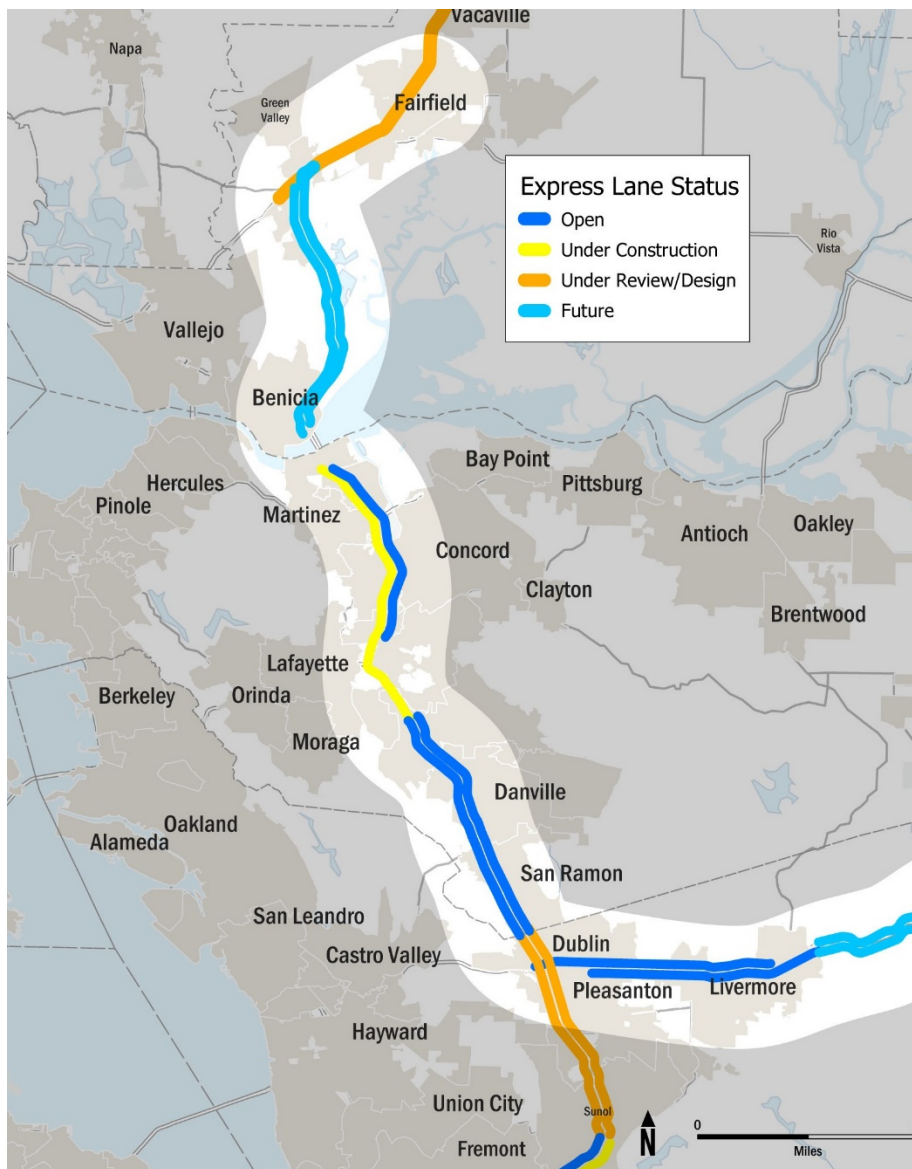 Vacaville
Napa
Green
Valley
Fairfield
Express Lane Status
Open
Under Construction
Under Review/Design
Future
Rio
Vista
Vallejo
Benicia
Bay Point
Hercules
Pittsburg
Pinole
Martinez
Antioch
Oakley
Concord
Clayton
Brentwood
Lafayette
Berkeley
Orinda
Moraga
Danville
Oakland
Alameda
San Ramon
San Leandro
Castro Valley
Dublin
Pleasanton
Livermore
Hayward
Union City
Sunol
Fremont
N
0
Miles